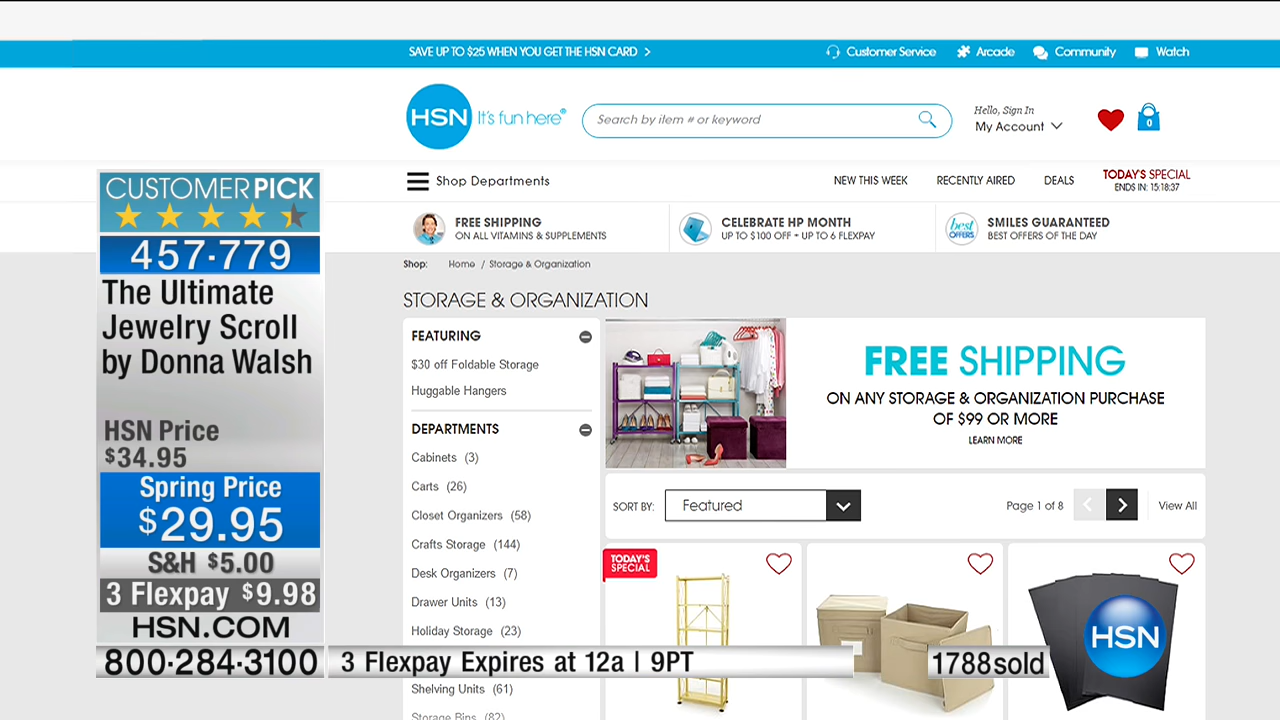 SAVE UP TO $25 WHEN YOU GET THE HSN CARD >
Customer Service
Arcade
Community
Watch
HSN It's fun here®
Search by item # or keyword
Hello, Sign In
My Account
0
Shop Departments
NEW THIS WEEK
RECENTLY AIRED
DEALS
TODAY'S SPECIAL
ENDS IN: 15:18:37
FREE SHIPPING
ON ALL VITAMINS & SUPPLEMENTS
CELEBRATE HP MONTH
UP TO $100 OFF + UP TO 6 FLEXPAY
best OFFERS
SMILES GUARANTEED
BEST OFFERS OF THE DAY
CUSTOMER PICK
457-779
The Ultimate
Jewelry Scroll
by Donna Walsh
HSN Price
$34.95
Spring Price
$29.95
S&H $5.00
3 Flexpay $9.98
HSN.COM
800-284-3100
Shop: Home / Storage & Organization
STORAGE & ORGANIZATION
FEATURING
$30 off Foldable Storage
Huggable Hangers
DEPARTMENTS
Cabinets (3)
Carts (26)
Closet Organizers (58)
Crafts Storage (144)
Desk Organizers (7)
Drawer Units (13)
Holiday Storage (23)
Shelving Units (61)
Storage Bins (82)
FREE SHIPPING
ON ANY STORAGE & ORGANIZATION PURCHASE
OF $99 OR MORE
LEARN MORE
SORT BY: Featured
Page 1 of 8
View All
TODAY'S
SPECIAL
HSN
3 Flexpay Expires at 12a | 9PT
1788 sold